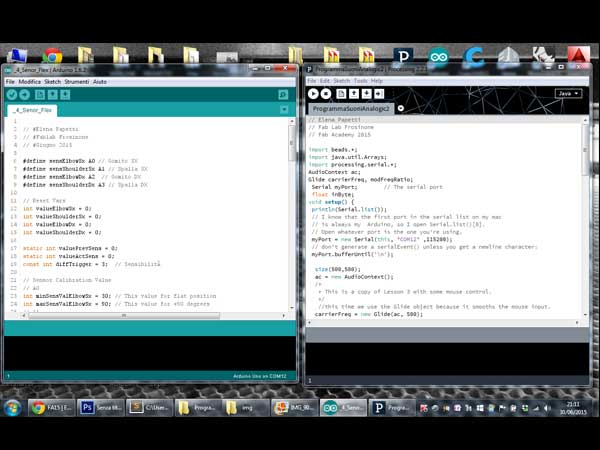 _4_Senor_Flex | Arduino 1.6.2
File Modifica Sketch Strumenti Aiuto
_4_Senor_Flex
1
2 // #Elena Papetti
3 // #Fablab Frosinone
4 // #Giugno 2015
5
6 #define sensElbowSx A0 // Gomito SX
7 #define sensShoulderSx A1 // Spalla SX
8 #define sensElbowDx A2 // Gomito DX
9 #define sensShoulderDx A3 // Spalla DX
10
11 // Reset Vars
12 int valueElbowSx = 0;
13 int valueShoulderSx = 0;
14 int valueElbowDx = 0;
15 int valueShoulderDx = 0;
16
17 static int valuePrevSens = 0;
18 static int valueActSens = 0;
19 const int diffTrigger = 3; // Sensibilità
20
21 // Sensor Calibration Value
22 // A0
23 int minSensValElbowSx = 30; // This value for flat position
24 int maxSensValElbowSx = 90; // This value for +90 degrees
1
Arduino Uno on COM12
ProgrammaSuoniAnalogic2 | Processing 2.2.1
File Edit Sketch Tools Help
Java
ProgrammaSuoniAnalogic2
// Elena Papetti
// Fab Lab Frosinone
// Fab Academy 2015
import beads.*;
import java.util.Arrays;
import processing.serial.*;
AudioContext ac;
Glide carrierFreq, modFreqRatio;
Serial myPort; // The serial port
float inByte;
void setup() {
println(Serial.list());
// I know that the first port in the serial list on my mac
// is always my Arduino, so I open Serial.list()[0].
// Open whatever port is the one you're using.
myPort = new Serial(this, "COM12" ,115200);
// don't generate a serialEvent() unless you get a newline character:
myPort.bufferUntil('\n');
size(500,500);
ac = new AudioContext();
/*
* This is a copy of Lesson 3 with some mouse control.
*/
//this time we use the Glide object because it smooths the mouse input.
carrierFreq = new Glide(ac, 500);
1
FA15 | E...
Senza tit...
C:\User...
Progra...
img
IMG_90...
_4_Seno...
Progra...
21:11
30/06/2015